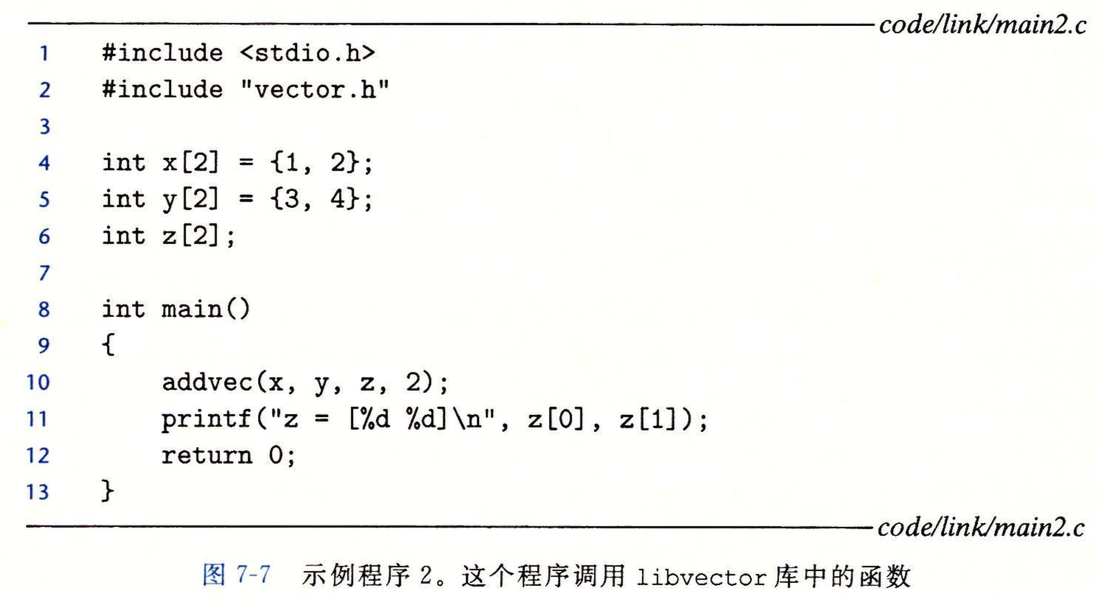 code/link/main2.c
1 #include <stdio.h>
2 #include "vector.h"
3
4 int x[2] = {1, 2};
5 int y[2] = {3, 4};
6 int z[2];
7
8 int main()
9 {
10     addvec(x, y, z, 2);
11     printf("z = [%d %d]\n", z[0], z[1]);
12     return 0;
13 }
code/link/main2.c
图 7-7 示例程序 2。这个程序调用 libvector 库中的函数